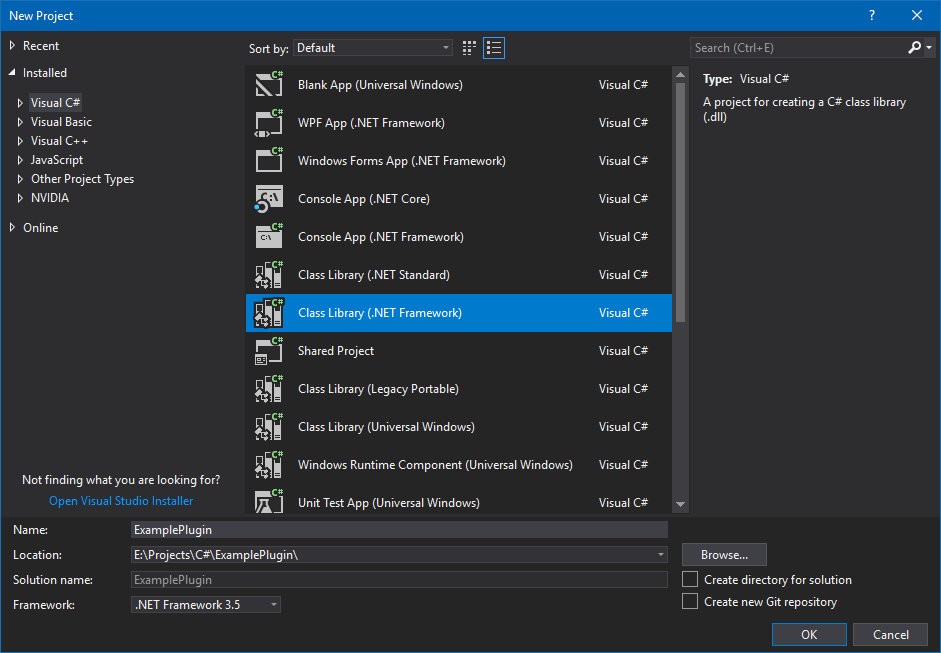 New Project
?
Recent
Sort by: Default
Search (Ctrl+E)
Installed
Visual C#
Visual Basic
Visual C++
JavaScript
Other Project Types
NVIDIA
Online
Not finding what you are looking for?
Open Visual Studio Installer
Blank App (Universal Windows) Visual C#
WPF App (.NET Framework) Visual C#
Windows Forms App (.NET Framework) Visual C#
Console App (.NET Core) Visual C#
Console App (.NET Framework) Visual C#
Class Library (.NET Standard) Visual C#
Class Library (.NET Framework) Visual C#
Shared Project Visual C#
Class Library (Legacy Portable) Visual C#
Class Library (Universal Windows) Visual C#
Windows Runtime Component (Universal Windows) Visual C#
Unit Test App (Universal Windows) Visual C#
Type: Visual C#
A project for creating a C# class library
(.dll)
Name: ExamplePlugin
Location: E:\Projects\C#\ExamplePlugin\
Browse...
Solution name: ExamplePlugin
Create directory for solution
Framework: .NET Framework 3.5
Create new Git repository
OK
Cancel